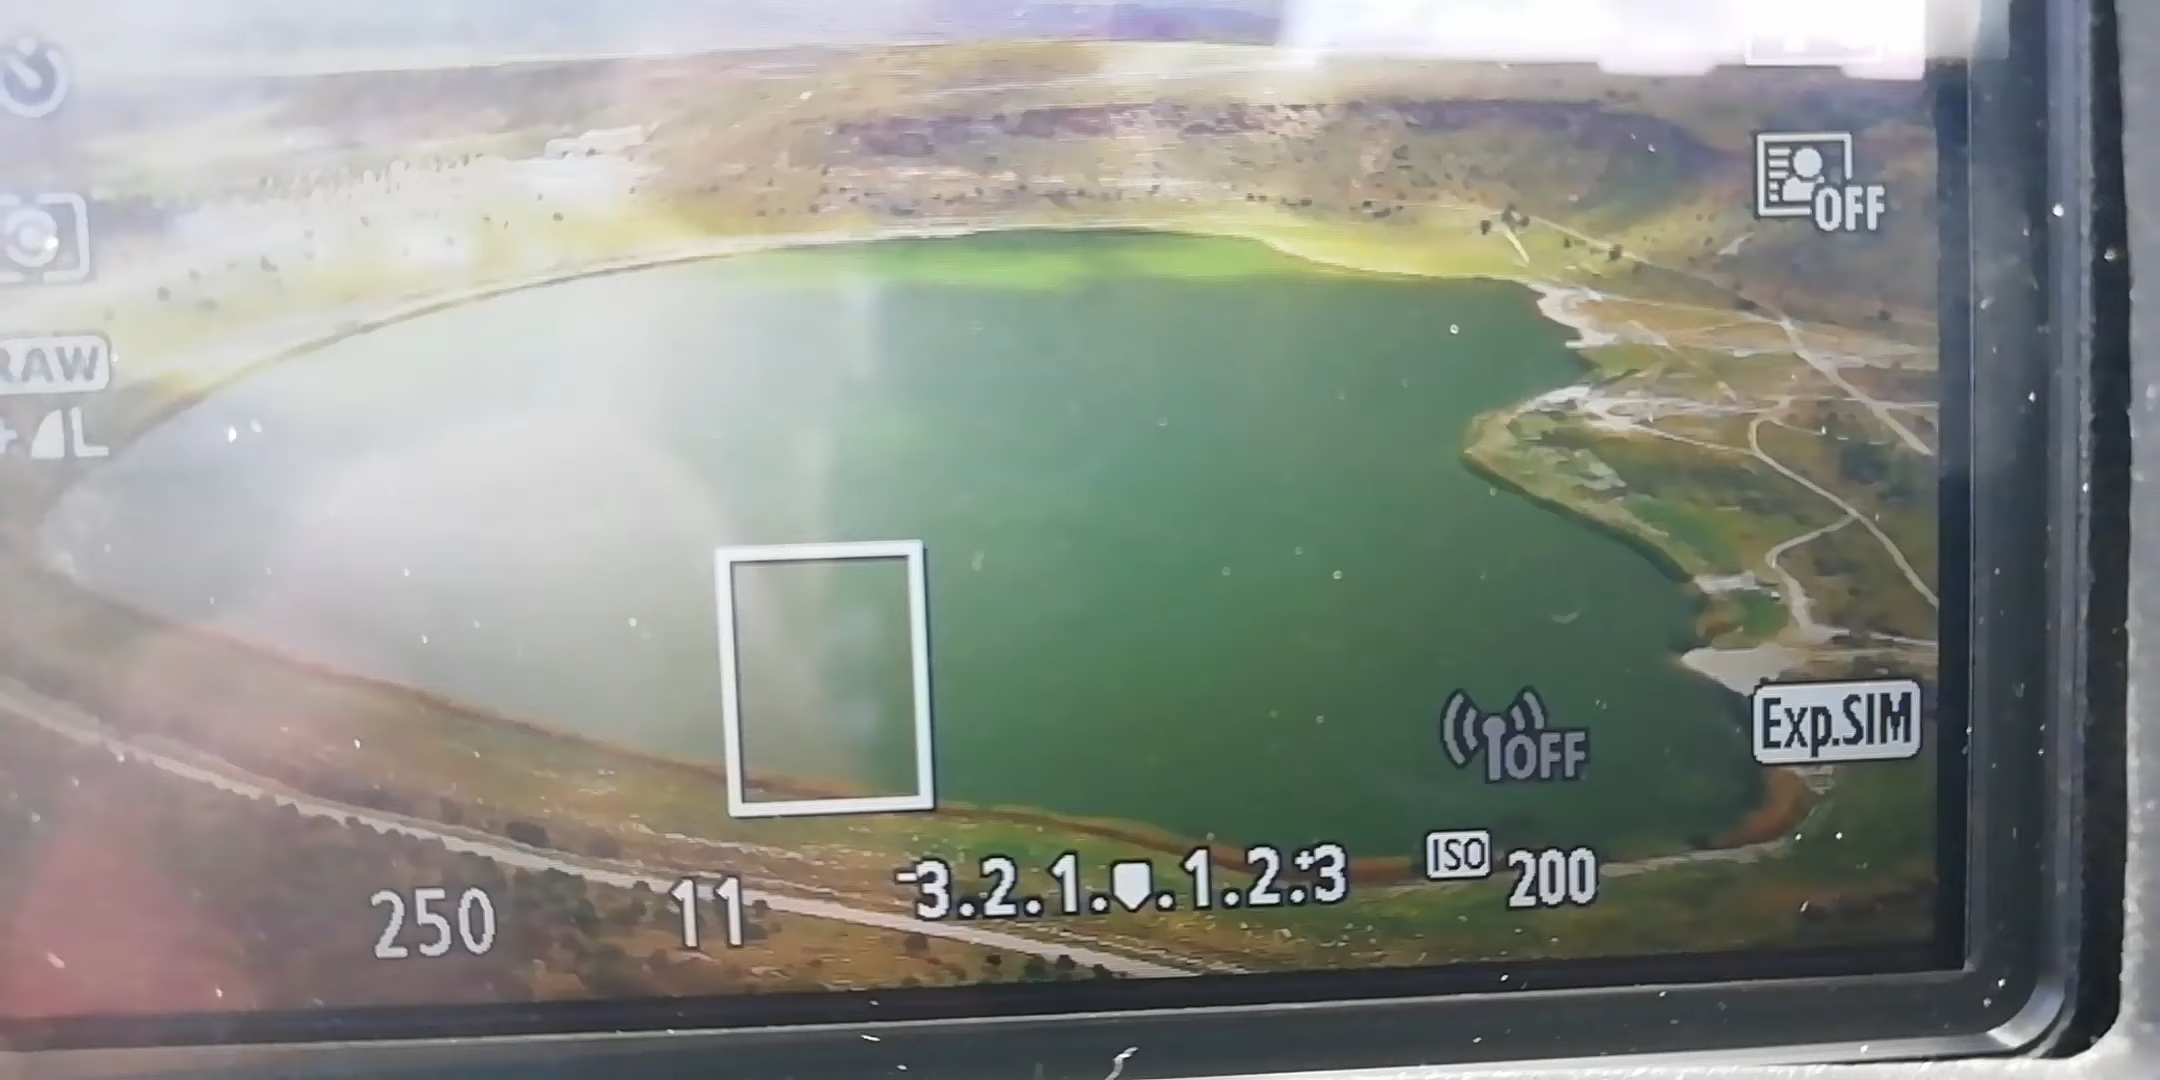 OFF
RAW
L
OFF
Exp.SIM
250 11 -3.2.1. .1.2.+3 ISO 200